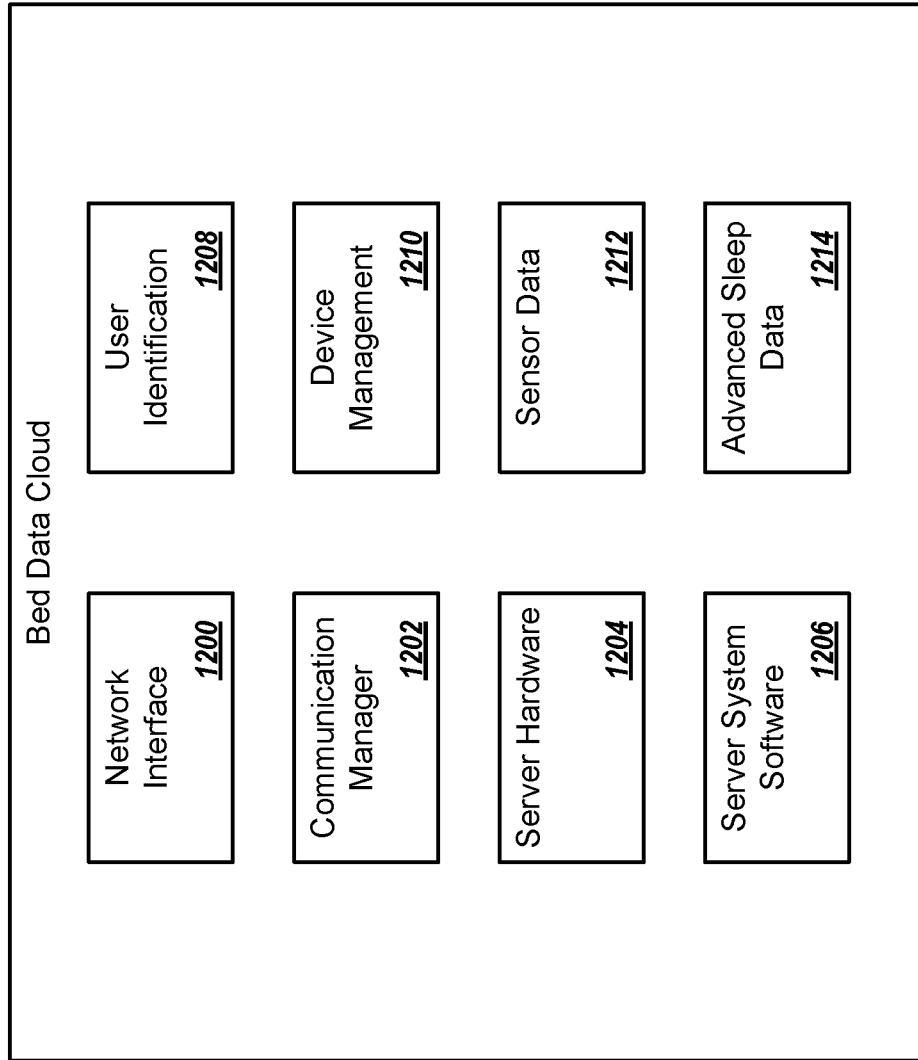 Bed Data Cloud
Network
Interface
1200
Communication
Manager
1202
Server Hardware
1204
Server System
Software
1206
User
Identification
1208
Device
Management
1210
Sensor Data
1212
Advanced Sleep
Data
1214